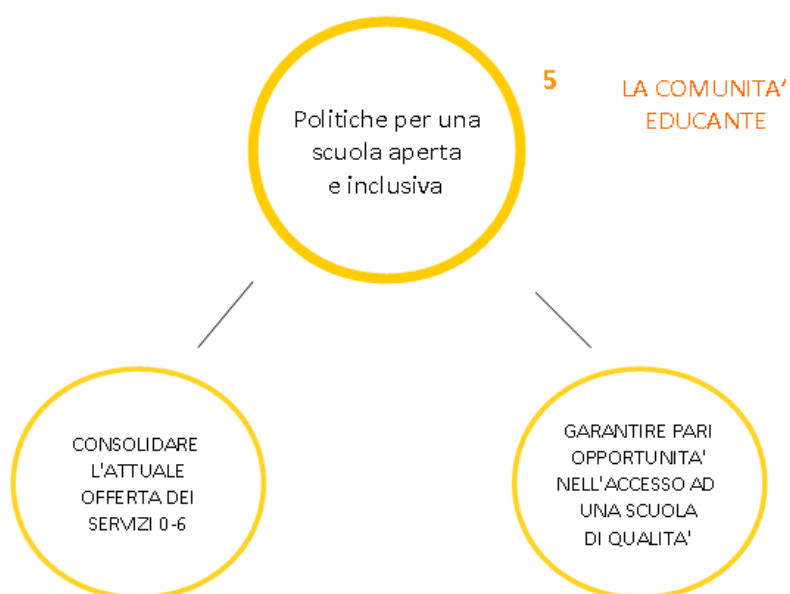 5
LA COMUNITA'
EDUCANTE
Politiche per una
scuola aperta
e inclusiva
CONSOLIDARE
L'ATTUALE
OFFERTA DEI
SERVIZI 0-6
GARANTIRE PARI
OPPORTUNITA'
NELL'ACCESSO AD
UNA SCUOLA
DI QUALITA'